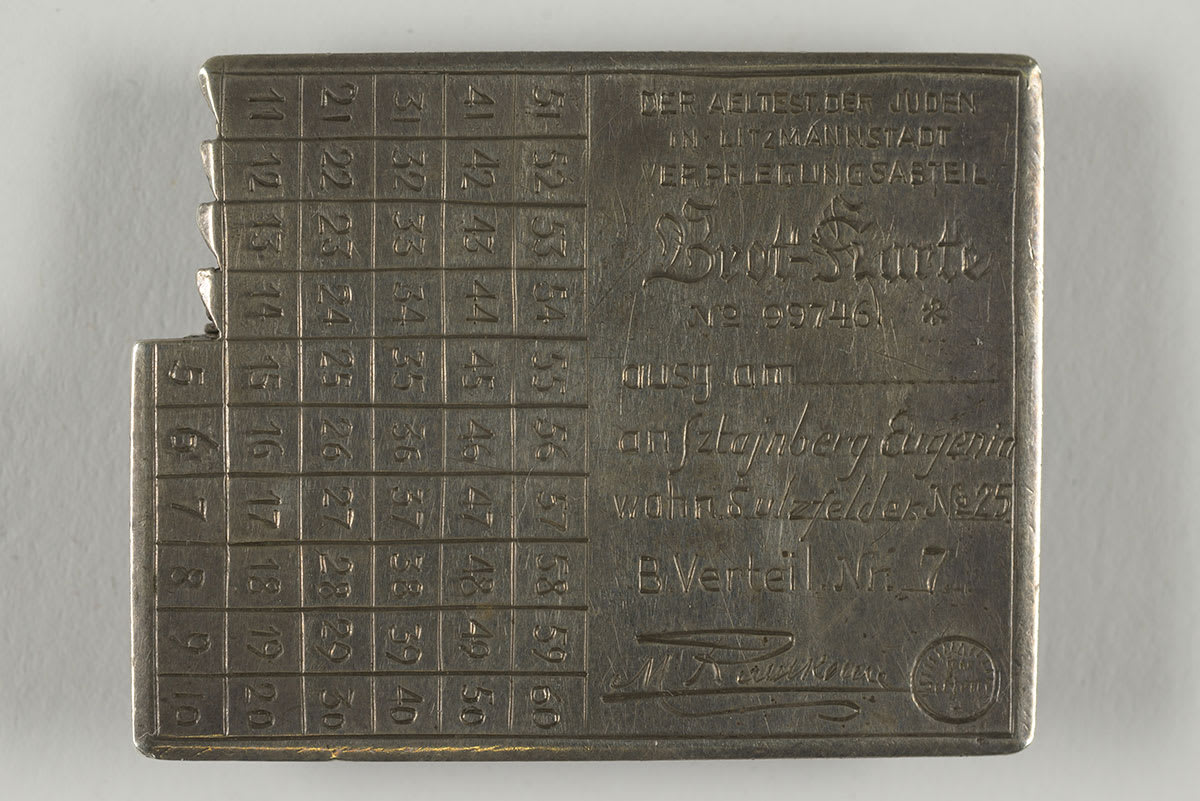 11 21 31 41 51
12 22 32 42 52
13 23 33 43 53
14 24 34 44 54
5 15 25 35 45 55
6 16 26 36 46 56
7 17 27 37 47 57
8 18 28 38 48 58
9 19 29 39 49 59
10 20 30 40 50 60
DER AELTEST.DER JUDEN
IN LITZMANNSTADT
VERPFLEGUNGSABTEIL
Brot-Karte
No 99746 *
ausg am
an Sztajnberg Eugenia
wohn. Sulzfelder No 25
B.Verteil.Nr. 7
M